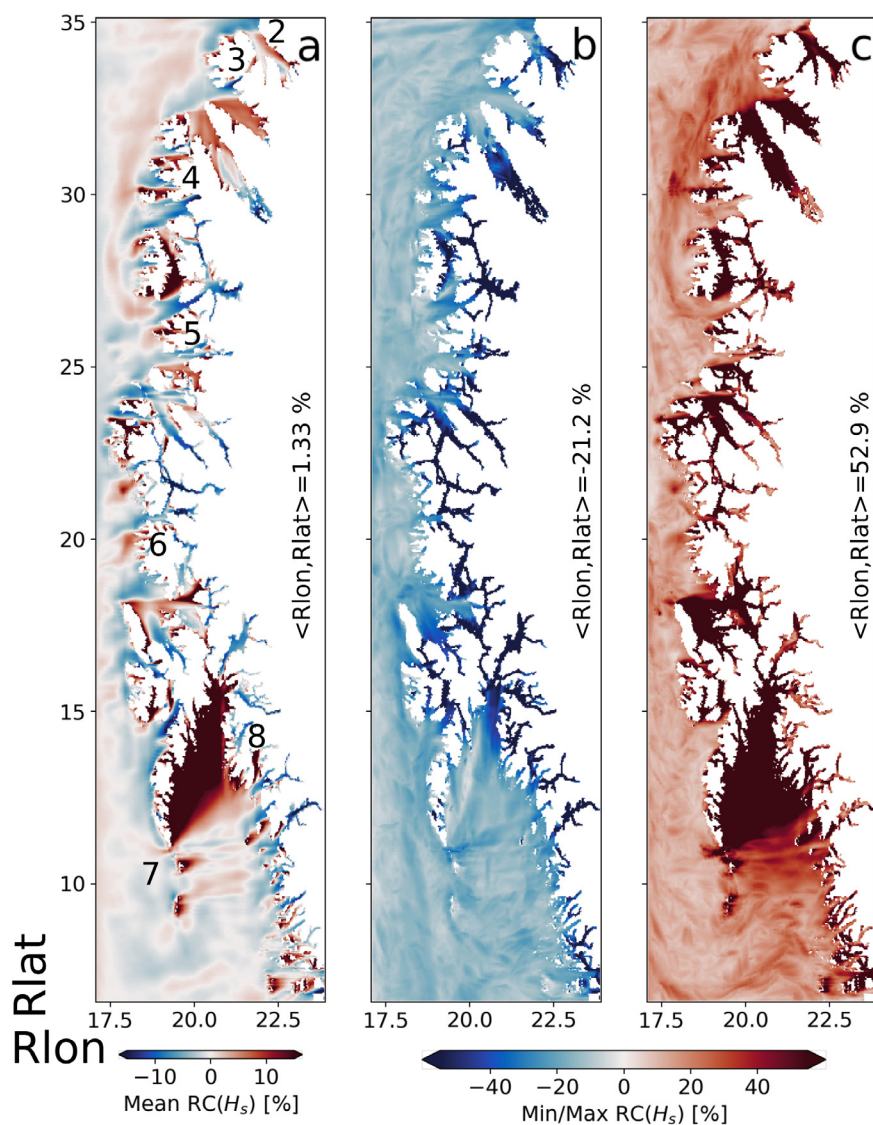 a
b
c
2
3
4
5
6
7
8
35
30
25
20
15
10
<Rlon,Rlat>=1.33 %
<Rlon,Rlat>=-21.2 %
<Rlon,Rlat>=52.9 %
Rlat
Rlon
17.5 20.0 22.5
17.5 20.0 22.5
17.5 20.0 22.5
−10 0 10
Mean RC(Hs) [%]
−40 −20 0 20 40
Min/Max RC(Hs) [%]